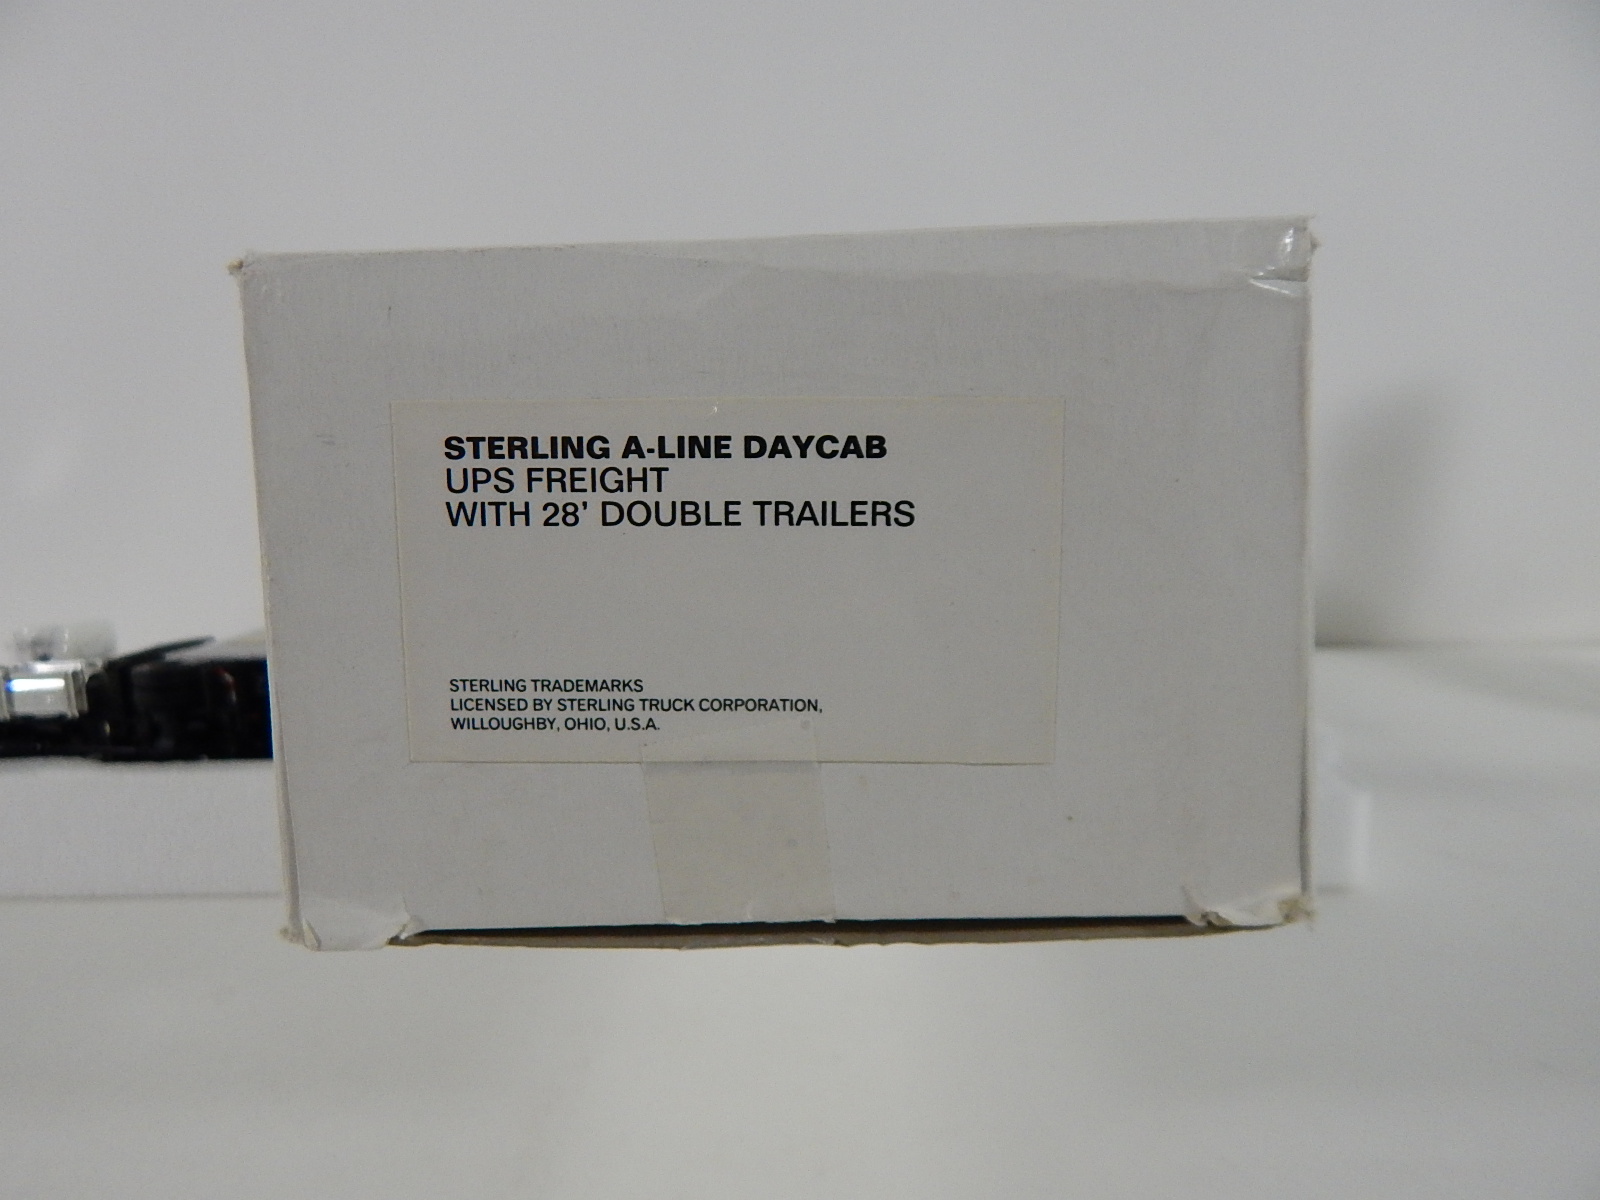 STERLING A-LINE DAYCAB
UPS FREIGHT
WITH 28' DOUBLE TRAILERS
STERLING TRADEMARKS
LICENSED BY STERLING TRUCK CORPORATION,
WILLOUGHBY, OHIO, U.S.A.